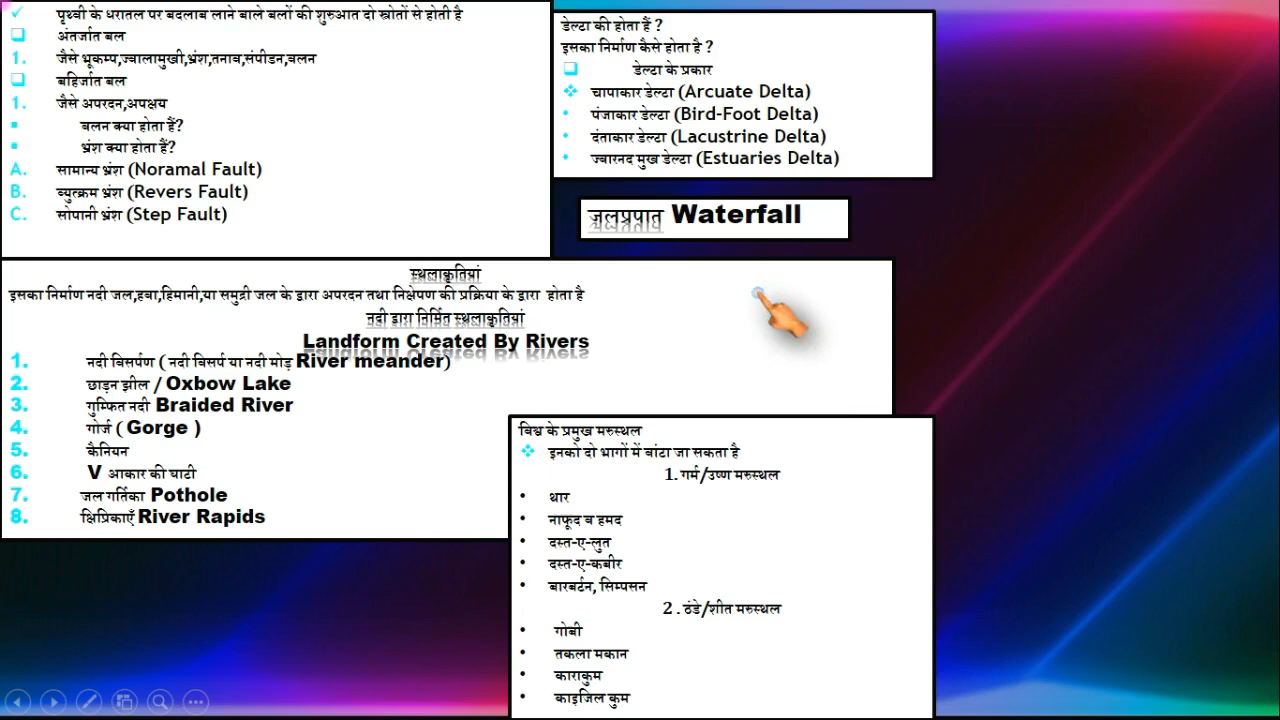 पृथ्वी के धरातल पर बदलाब लाने बाले बलों की शुरुआत दो स्त्रोतों से होती है
अंतर्जात बल
1. जैसे भूकम्प,ज्वालामुखी,भ्रंश,तनाव,संपीडन,वलन
बहिर्जात बल
1. जैसे अपरदन,अपक्षय
बलन क्या होता हैं?
भ्रंश क्या होता हैं?
A. सामान्य भ्रंश (Noramal Fault)
B. व्युत्क्रम भ्रंश (Revers Fault)
C. सोपानी भ्रंश (Step Fault)
डेल्टा की होता हैं ?
इसका निर्माण कैसे होता है ?
डेल्टा के प्रकार
चापाकार डेल्टा (Arcuate Delta)
पंजाकार डेल्टा (Bird-Foot Delta)
दंताकार डेल्टा (Lacustrine Delta)
ज्वारनद मुख डेल्टा (Estuaries Delta)
जलप्रपात Waterfall
स्थलाकृतियां
इसका निर्माण नदी जल,हबा,हिमानी,या समुद्री जल के द्वारा अपरदन तथा निक्षेपण की प्रक्रिया के द्वारा होता है
नदी द्वारा निर्मित स्थलाकृतियां
Landform Created By Rivers
1. नदी बिसर्पण ( नदी बिसर्प या नदी मोड़ River meander)
2. छाड़न झील / Oxbow Lake
3. गुम्फित नदी Braided River
4. गोर्ज ( Gorge )
5. कैनियन
6. V आकार की घाटी
7. जल गर्तिका Pothole
8. क्षिप्रिकाएँ River Rapids
बिश्व के प्रमुख मरुस्थल
इनको दो भागों में बांटा जा सकता है
1. गर्म/उष्ण मरुस्थल
थार
नाफूद ब हमद
दस्त-ए-लुत
दस्त-ए-कबीर
बारबर्टन, सिम्पसन
2 . ठंडे/शीत मरुस्थल
गोबी
तकला मकान
काराकुम
काइजिल कुम